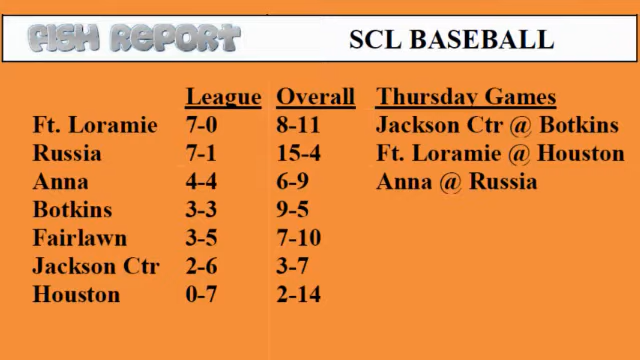 FISH REPORT SCL BASEBALL
League Overall Thursday Games
Ft. Loramie 7-0 8-11 Jackson Ctr @ Botkins
Russia 7-1 15-4 Ft. Loramie @ Houston
Anna 4-4 6-9 Anna @ Russia
Botkins 3-3 9-5
Fairlawn 3-5 7-10
Jackson Ctr 2-6 3-7
Houston 0-7 2-14